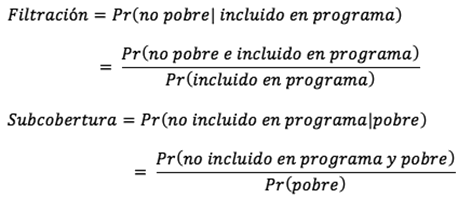 Filtración = Pr(no pobre| incluido en programa)
= Pr(no pobre e incluido en programa)
Pr(incluido en programa)
Subcobertura = Pr(no incluido en programa|pobre)
= Pr(no incluido en programa y pobre)
Pr(pobre)